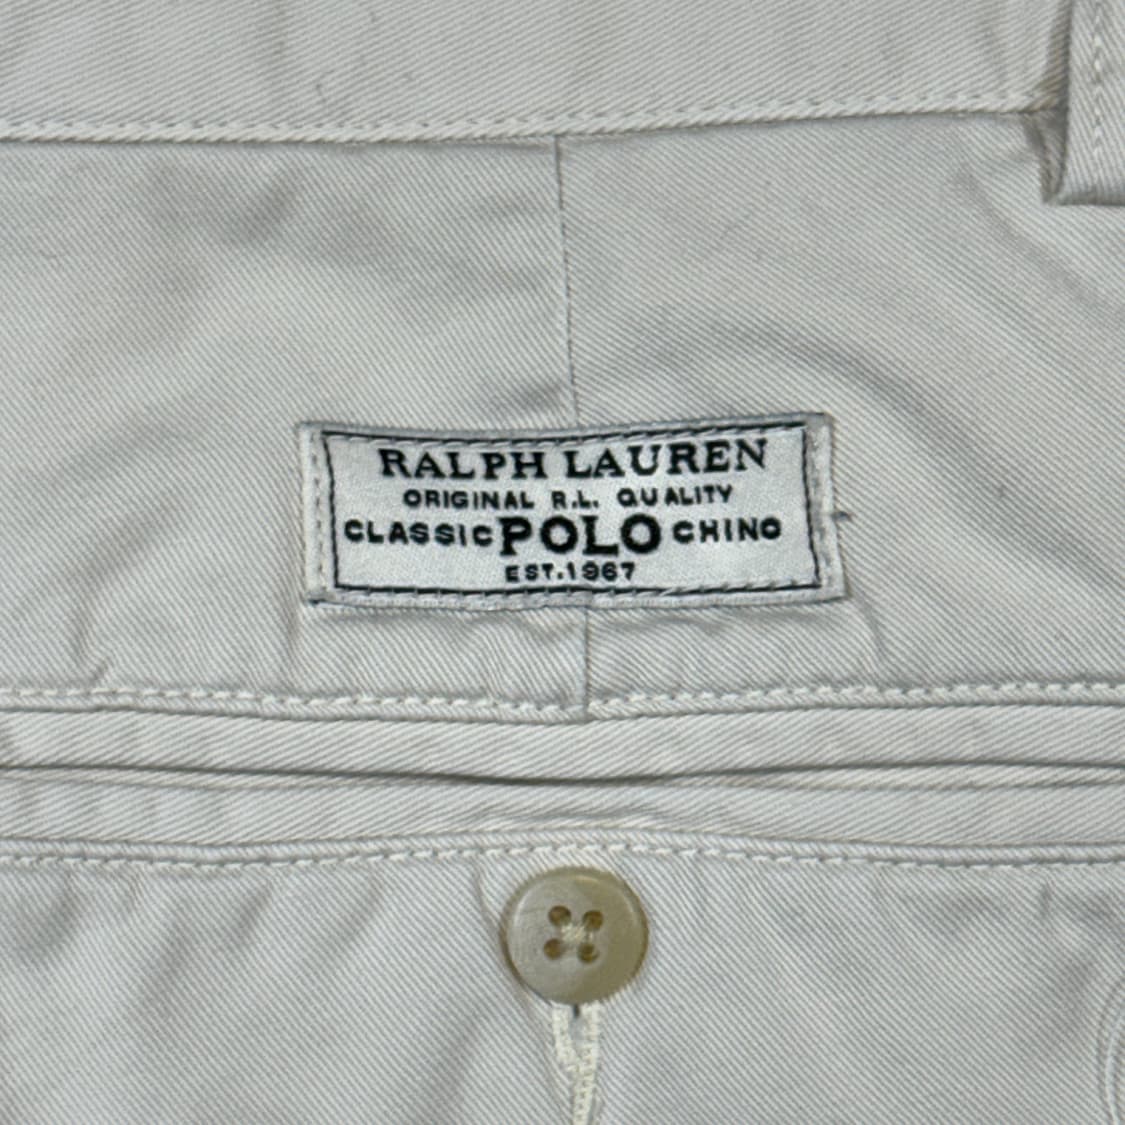 RALPH LAUREN
ORIGINAL R.L. QUALITY
CLASSIC POLO CHINO
EST.1967